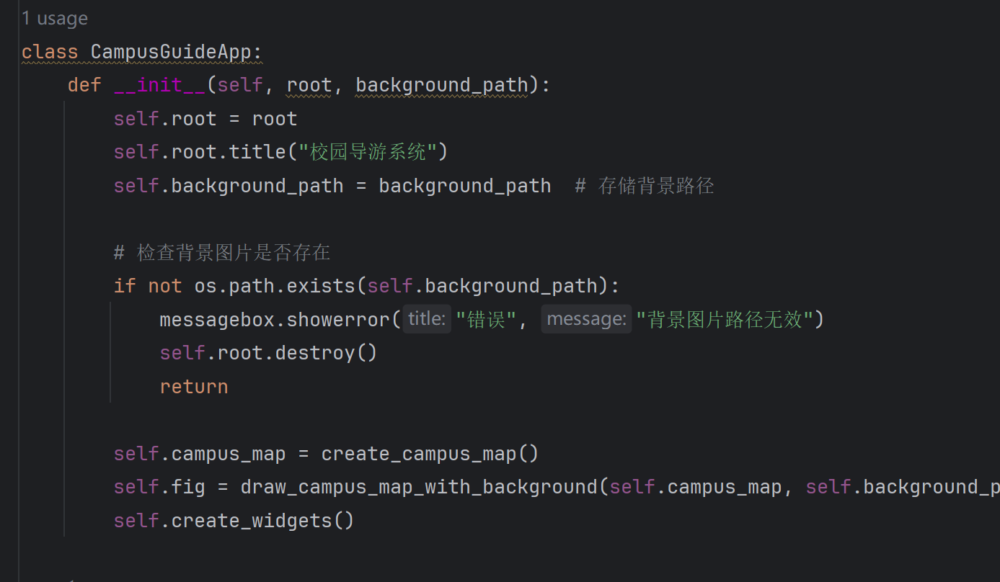 1 usage
class CampusGuideApp:
def __init__(self, root, background_path):
self.root = root
self.root.title("校园导游系统")
self.background_path = background_path  # 存储背景路径
# 检查背景图片是否存在
if not os.path.exists(self.background_path):
messagebox.showerror(title: "错误", message: "背景图片路径无效")
self.root.destroy()
return
self.campus_map = create_campus_map()
self.fig = draw_campus_map_with_background(self.campus_map, self.background_p
self.create_widgets()